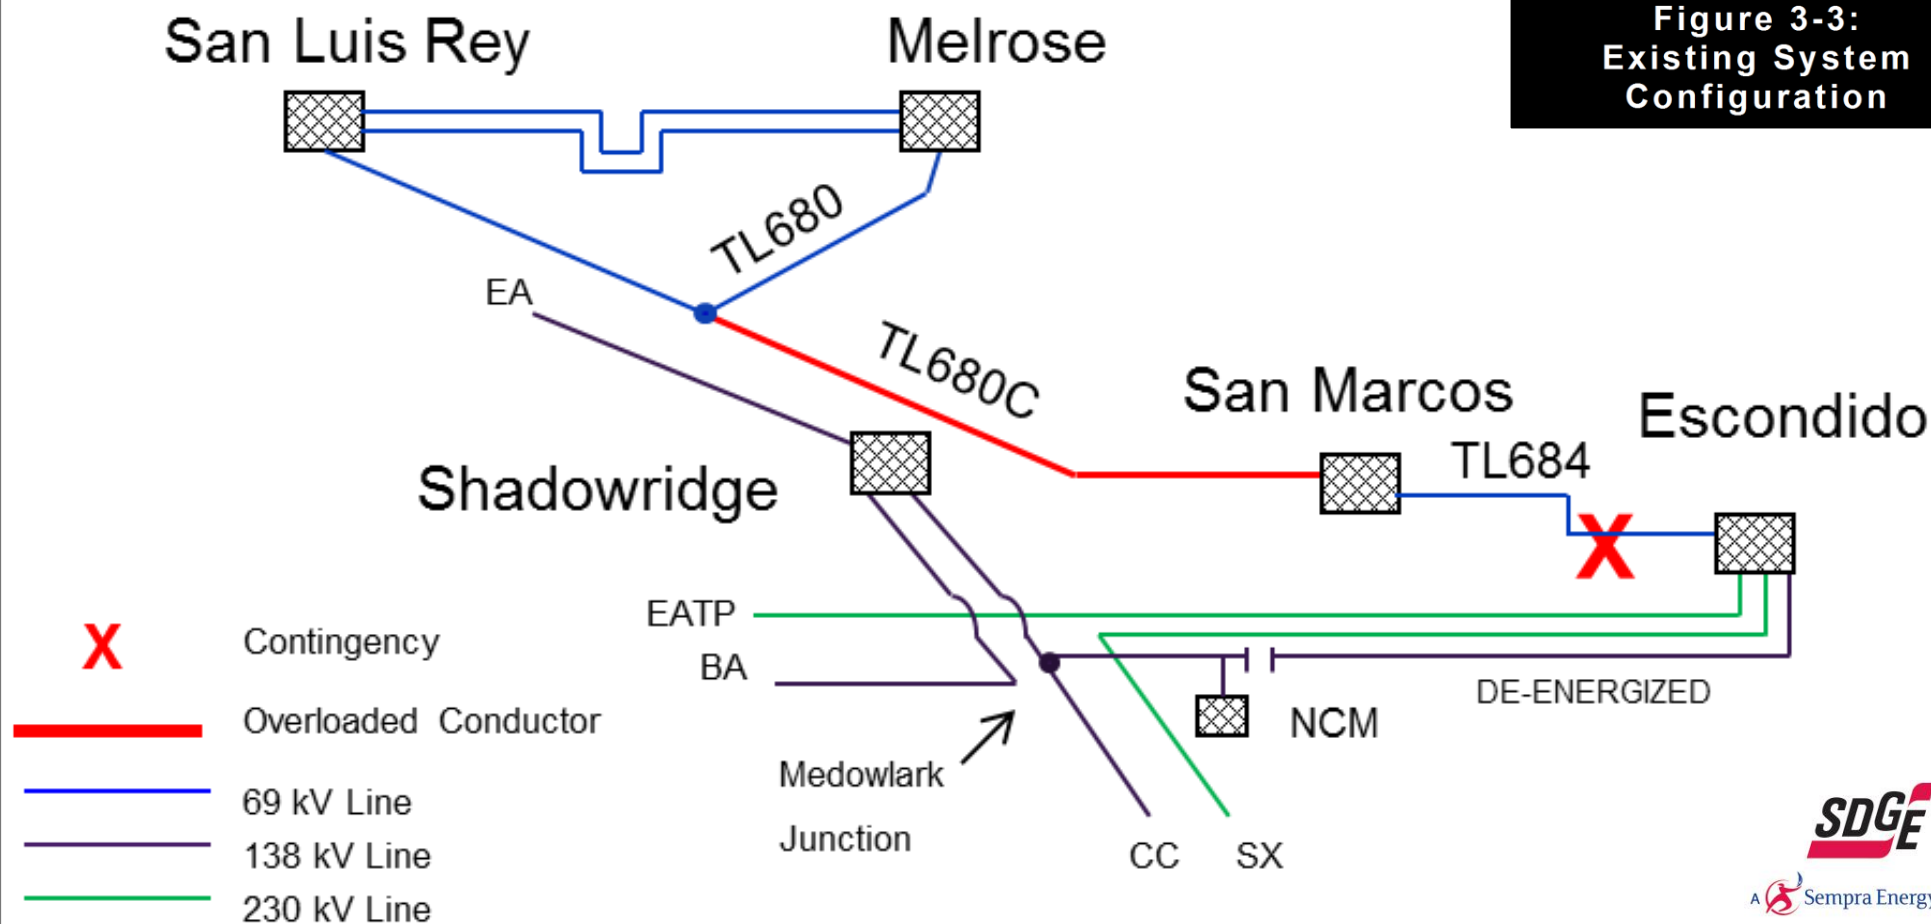 Figure 3-3:
Existing System
Configuration
San Luis Rey
Melrose
TL680
EA
TL680C
San Marcos
Escondido
TL684
Shadowridge
X
EATP
BA
DE-ENERGIZED
NCM
Medowlark
Junction
CC
SX
X
Contingency
Overloaded Conductor
69 kV Line
138 kV Line
230 kV Line
SDGE
A Sempra Energy